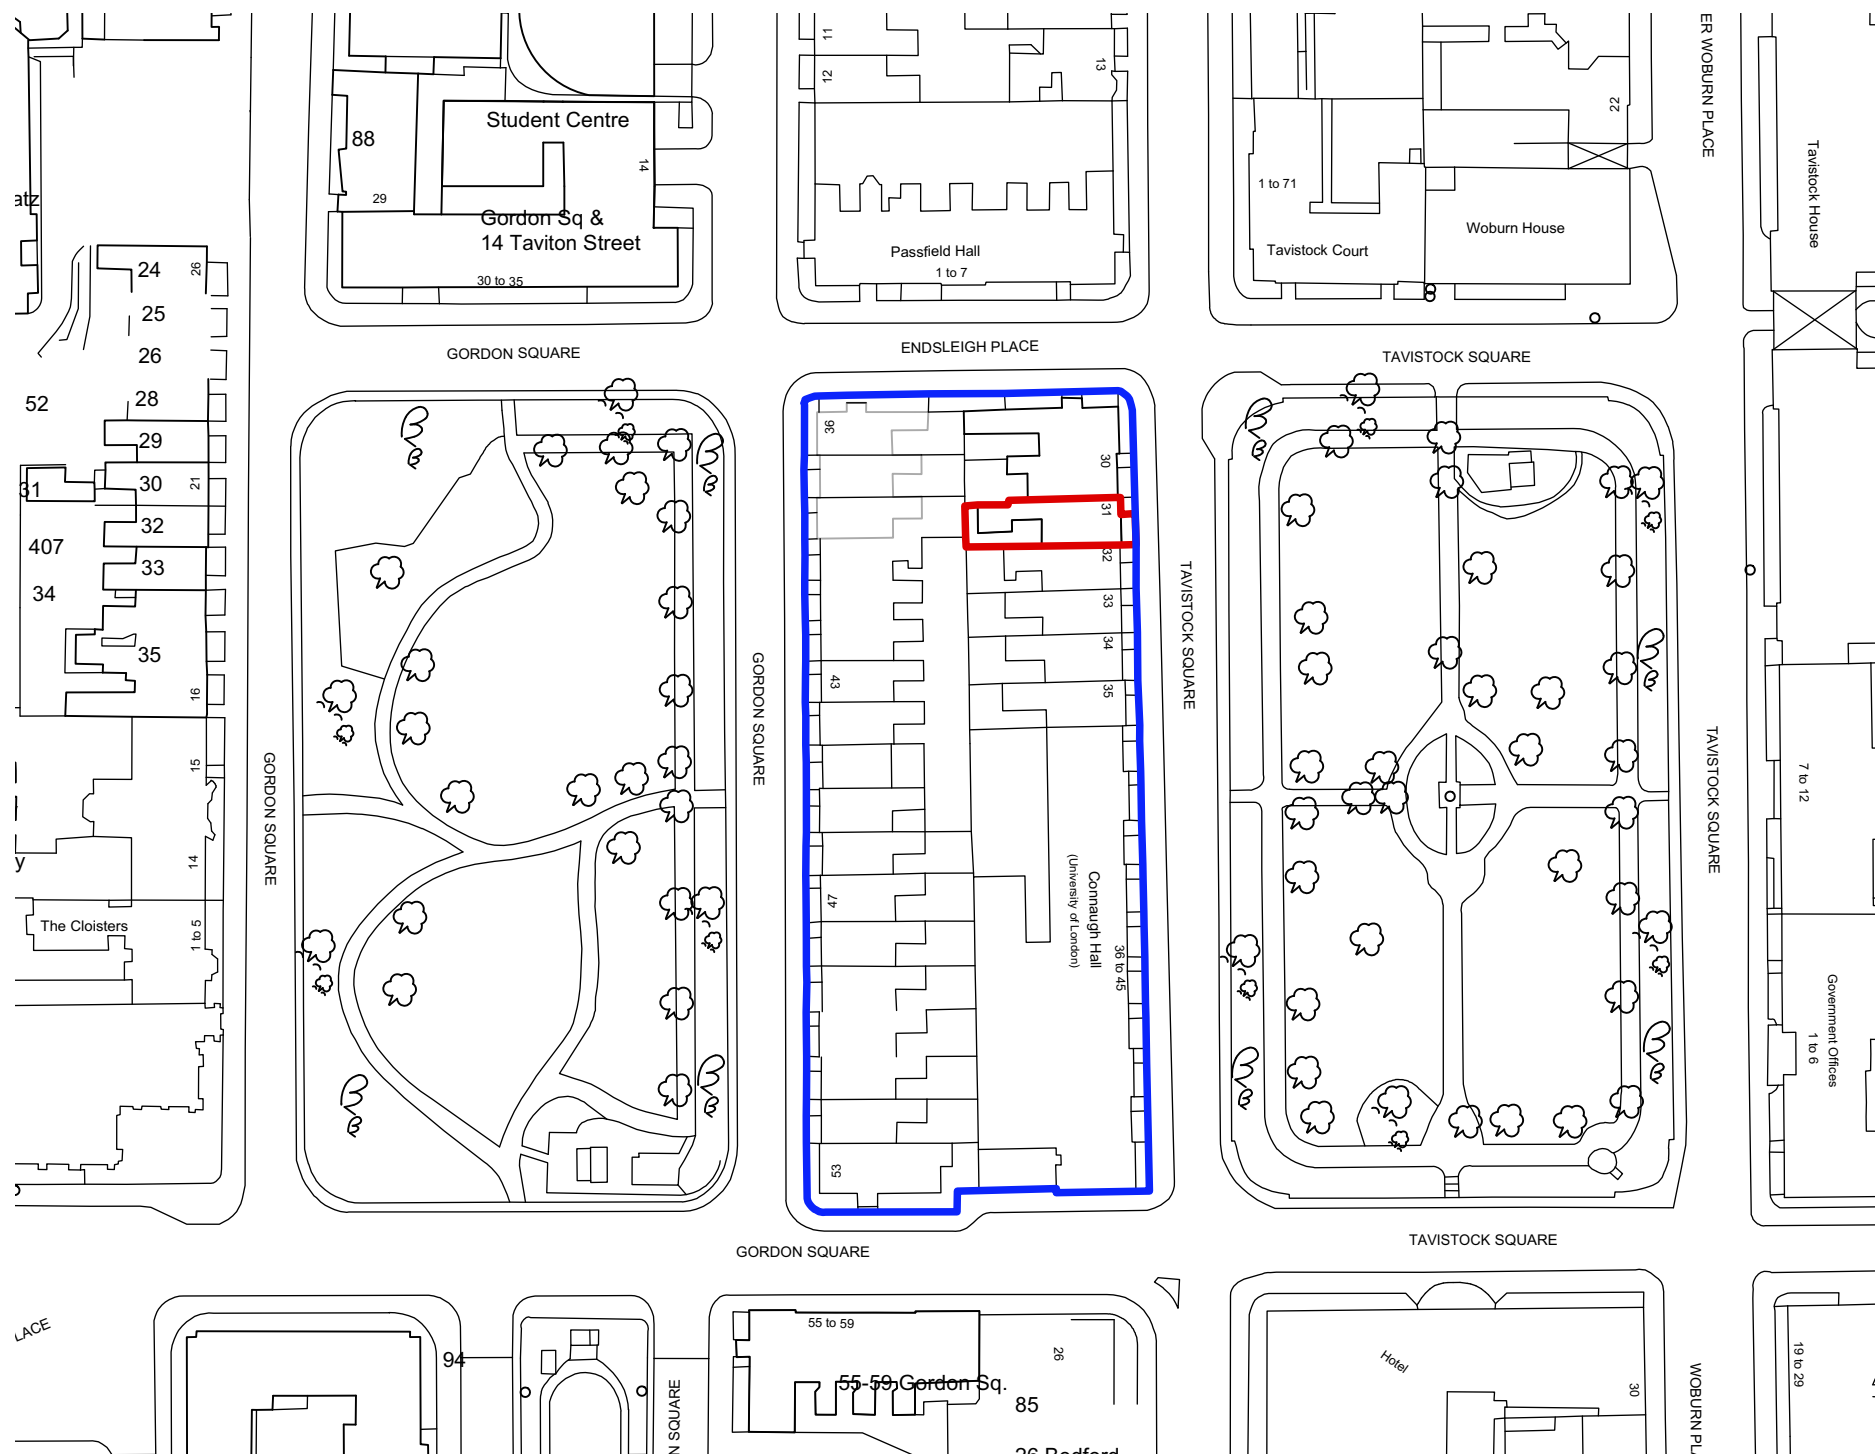 11
12
13
ER WOBURN PLACE
22
Student Centre
88
14
29
Gordon Sq &
14 Taviton Street
30 to 35
Passfield Hall
1 to 7
1 to 71
Tavistock Court
Woburn House
Tavistock House
atz
24
26
25
26
28
52
29
30
21
31
32
407
33
34
35
16
15
14
y
The Cloisters
1 to 5
GORDON SQUARE
ENDSLEIGH PLACE
TAVISTOCK SQUARE
36
30
31
32
33
34
35
43
47
53
Connaugh Hall
(University of London)
36 to 45
GORDON SQUARE
GORDON SQUARE
TAVISTOCK SQUARE
TAVISTOCK SQUARE
7 to 12
Government Offices
1 to 6
GORDON SQUARE
TAVISTOCK SQUARE
LACE
94
N SQUARE
55 to 59
55-59 Gordon Sq.
85
26
26 Bedford
Hotel
30
WOBURN PL
19 to 29